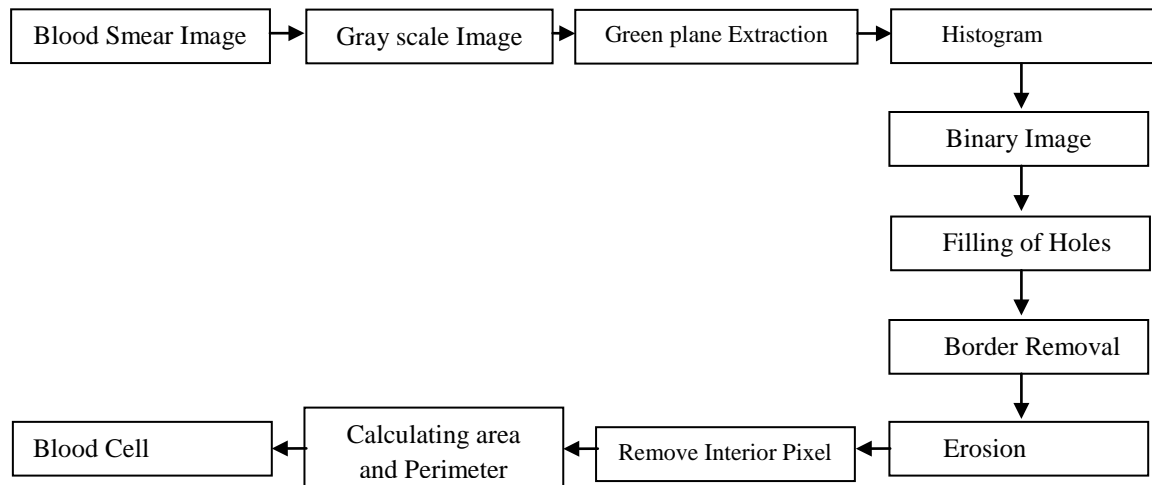 Blood Smear Image
Gray scale Image
Green plane Extraction
Histogram
Binary Image
Filling of Holes
Border Removal
Erosion
Remove Interior Pixel
Calculating area
and Perimeter
Blood Cell